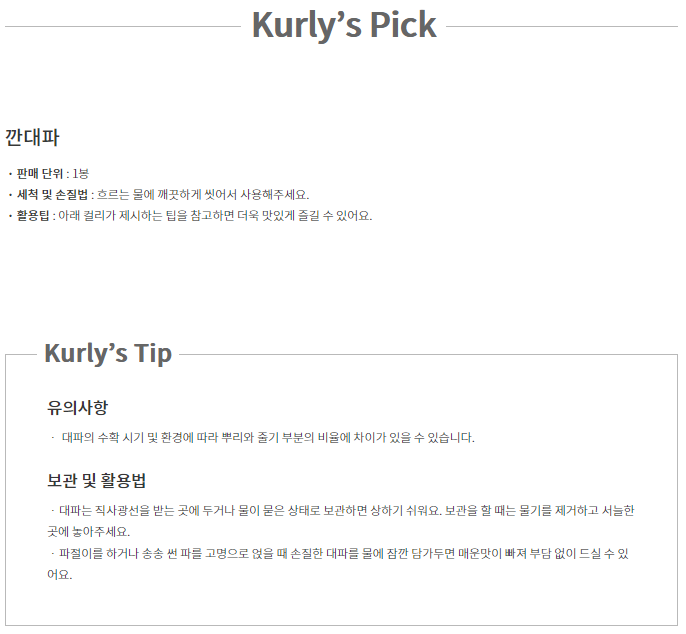 Kurly’s Pick
깐대파
· 판매 단위 : 1봉
· 세척 및 손질법 : 흐르는 물에 깨끗하게 씻어서 사용해주세요.
· 활용팁 : 아래 컬리가 제시하는 팁을 참고하면 더욱 맛있게 즐길 수 있어요.
Kurly’s Tip
유의사항
· 대파의 수확 시기 및 환경에 따라 뿌리와 줄기 부분의 비율에 차이가 있을 수 있습니다.
보관 및 활용법
· 대파는 직사광선을 받는 곳에 두거나 물이 묻은 상태로 보관하면 상하기 쉬워요. 보관을 할 때는 물기를 제거하고 서늘한
곳에 놓아주세요.
· 파절이를 하거나 송송 썬 파를 고명으로 얹을 때 손질한 대파를 물에 잠깐 담가두면 매운맛이 빠져 부담 없이 드실 수 있
어요.